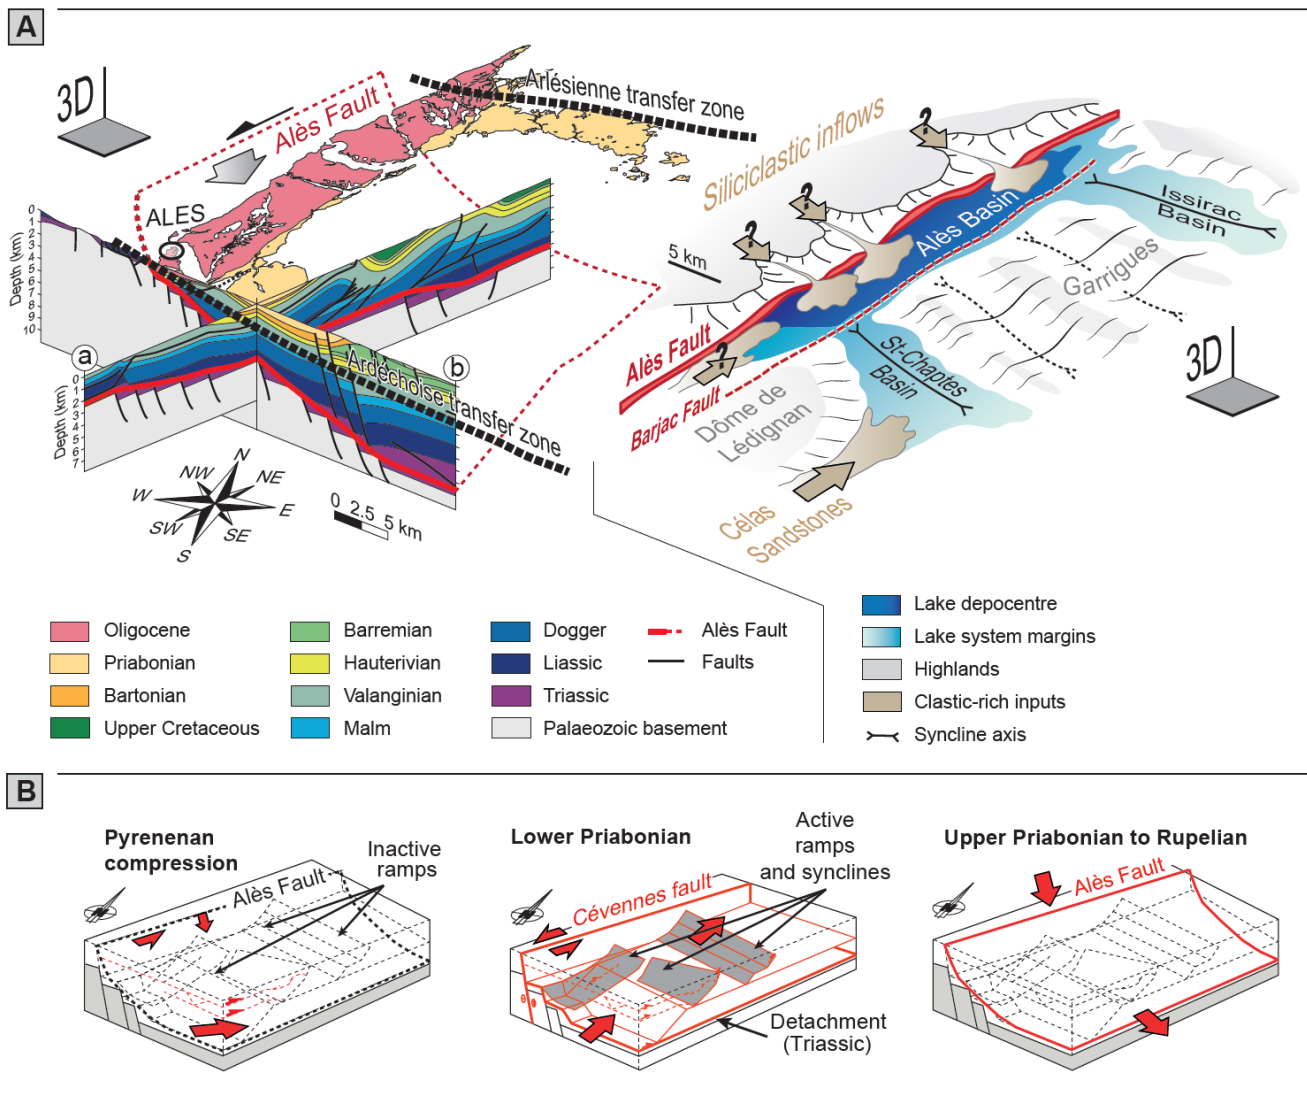 A
3D
Alès Fault
Arlésienne transfer zone
ALES
Depth (km)
0
1
2
3
4
5
6
7
8
9
10
a
b
Ardéchoise transfer zone
Depth (km)
0
1
2
3
4
5
6
7
N
NE
E
SE
S
SW
W
NW
0 2.5 5 km
Siliciclastic inflows
?
?
?
?
5 km
Alès Basin
Issirac
Basin
Garrigues
St-Chaptes
Basin
Alès Fault
Barjac Fault
Dôme de
Lédignan
Célas
Sandstones
3D
Oligocene
Priabonian
Bartonian
Upper Cretaceous
Barremian
Hauterivian
Valanginian
Malm
Dogger
Liassic
Triassic
Palaeozoic basement
Alès Fault
Faults
Lake depocentre
Lake system margins
Highlands
Clastic-rich inputs
Syncline axis
B
Pyrenenan
compression
Inactive
ramps
Alès Fault
Lower Priabonian
Active
ramps
and synclines
Cévennes fault
Detachment
(Triassic)
Upper Priabonian to Rupelian
Alès Fault